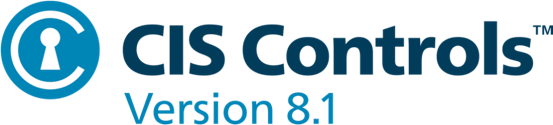 CIS Controls™
Version 8.1